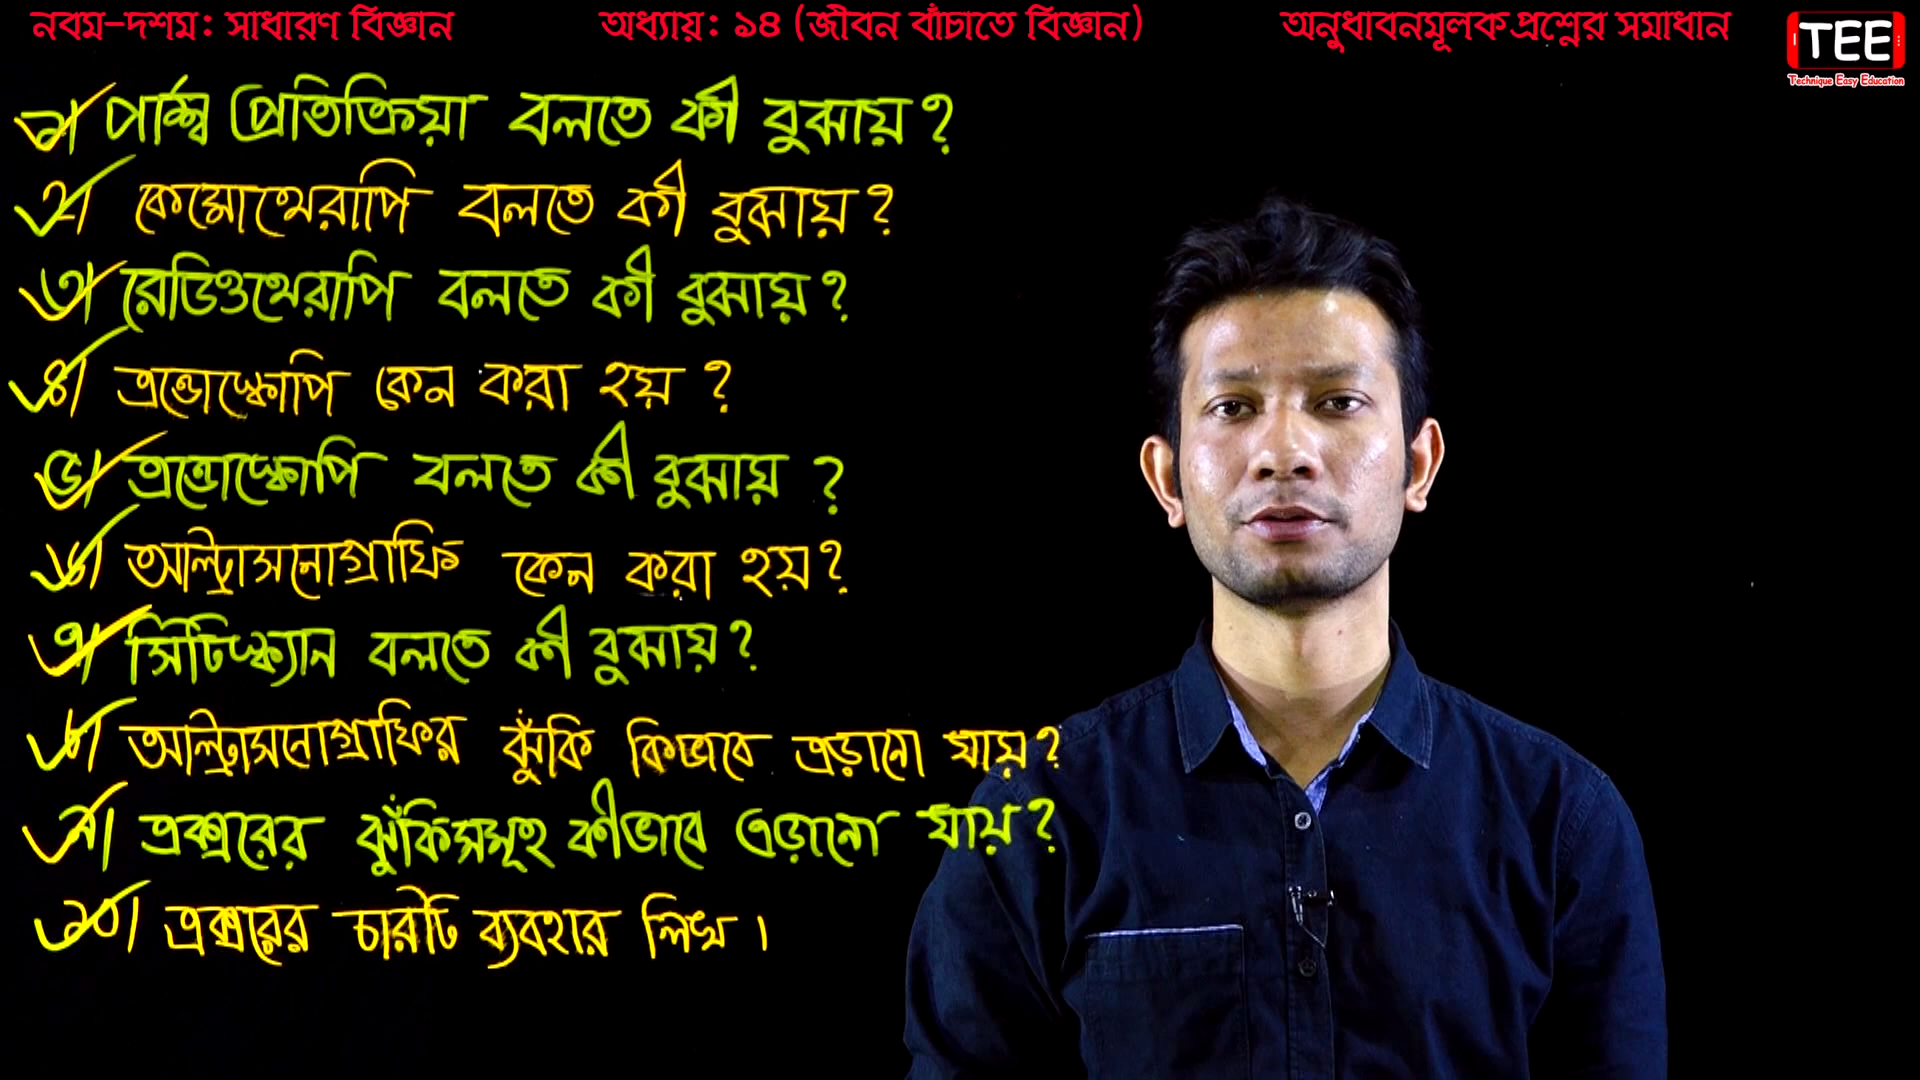 নবম-দশম: সাধারণ বিজ্ঞান
অধ্যায়: ১৪ (জীবন বাঁচাতে বিজ্ঞান)
অনুধাবনমূলক প্রশ্নের সমাধান
TEE
Technique Easy Education
১। পার্শ্ব প্রতিক্রিয়া বলতে কী বুঝায়?
২। কেমোথেরাপি বলতে কী বুঝায়?
৩। রেডিওথেরাপি বলতে কী বুঝায়?
৪। এন্ডোস্কোপি কেন করা হয়?
৫। এন্ডোস্কোপি বলতে কী বুঝায়?
৬। আল্ট্রাসনোগ্রাফি কেন করা হয়?
৭। সিটিস্ক্যান বলতে কী বুঝায়?
৮। আল্ট্রাসনোগ্রাফির ঝুঁকি কিভাবে এড়ানো যায়?
৯। এক্সরের ঝুঁকিসমূহ কীভাবে এড়ানো যায়?
১০। এক্সরের চারটি ব্যবহার লিখ।